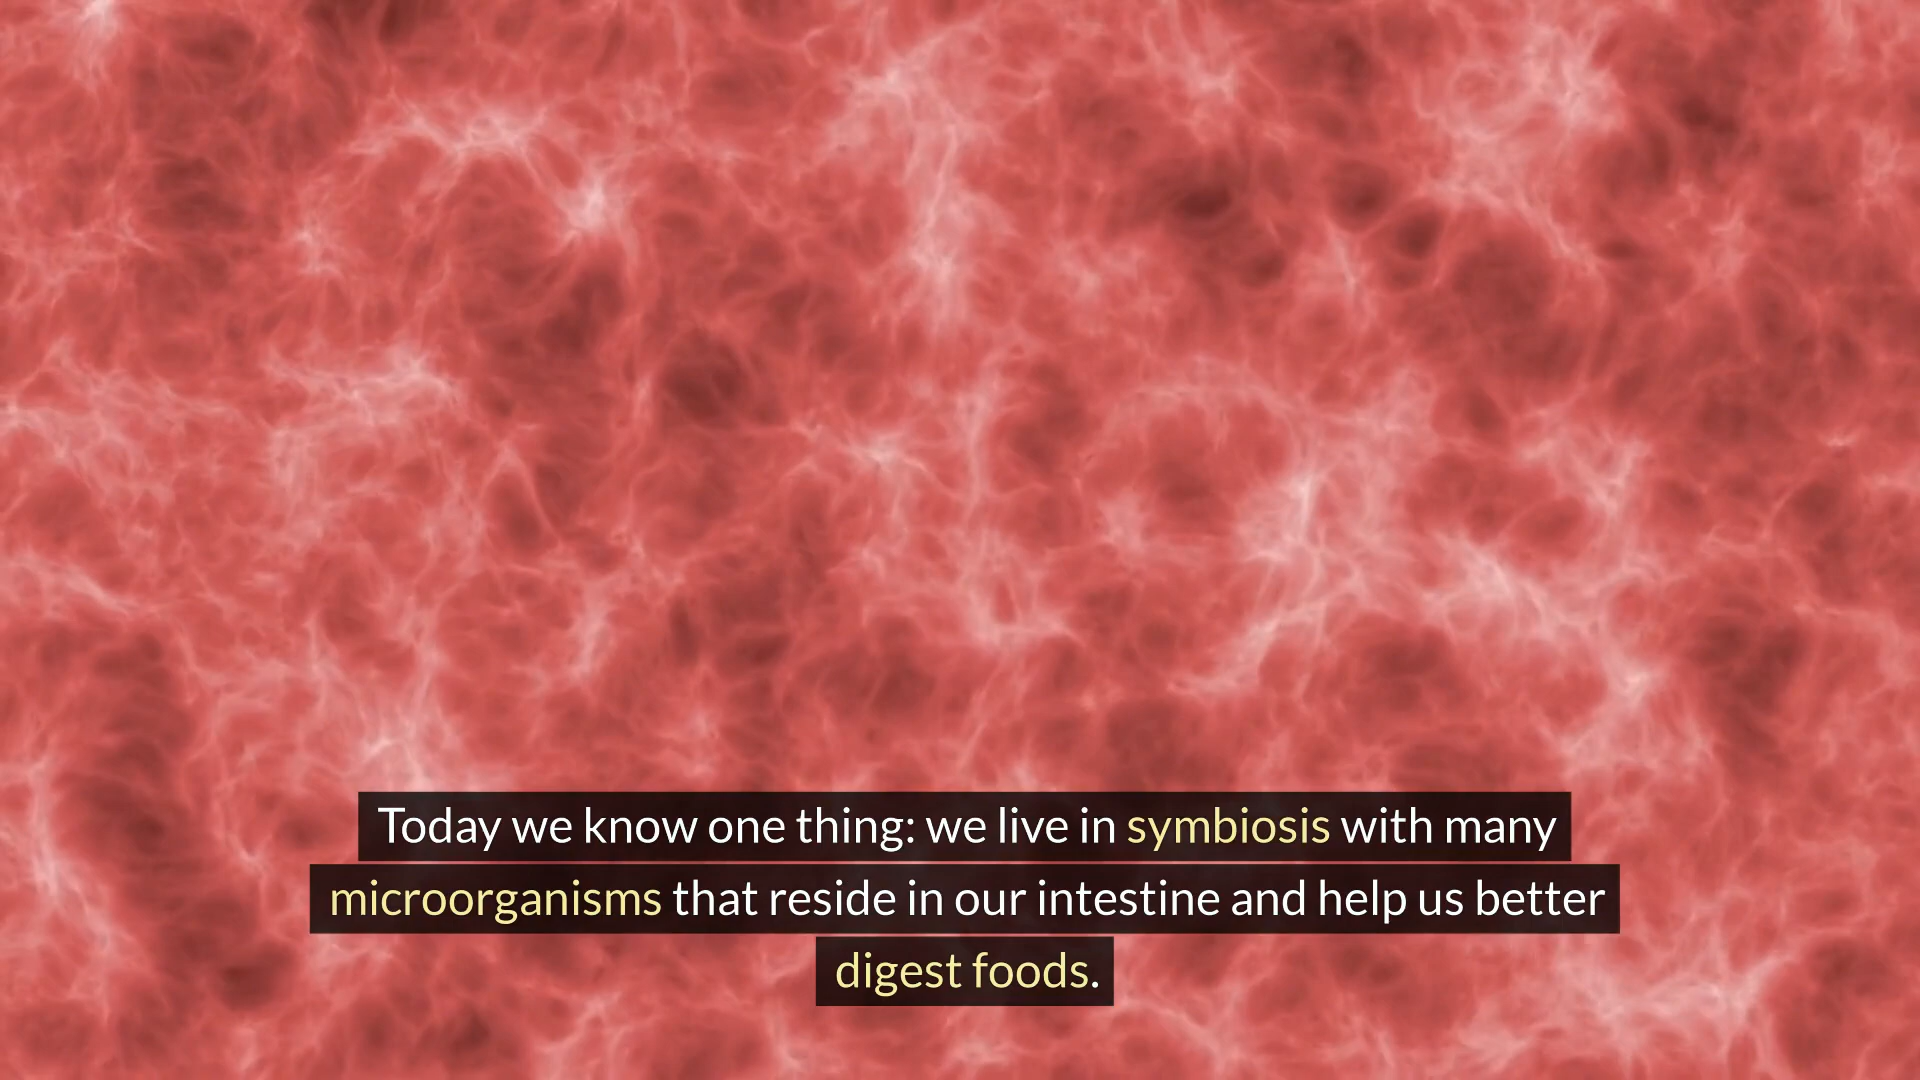 Today we know one thing: we live in symbiosis with many
microorganisms that reside in our intestine and help us better
digest foods.